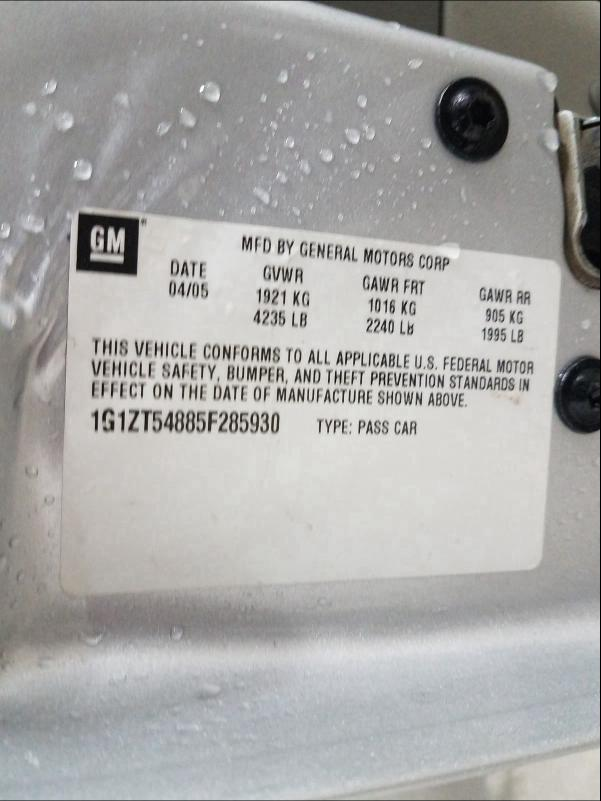 GM
MFD BY GENERAL MOTORS CORP
DATE GVWR GAWR FRT GAWR RR
04/05 1921 KG 1016 KG 905 KG
4235 LB 2240 LB 1995 LB
THIS VEHICLE CONFORMS TO ALL APPLICABLE U.S. FEDERAL MOTOR
VEHICLE SAFETY, BUMPER, AND THEFT PREVENTION STANDARDS IN
EFFECT ON THE DATE OF MANUFACTURE SHOWN ABOVE.
1G1ZT54885F285930 TYPE: PASS CAR